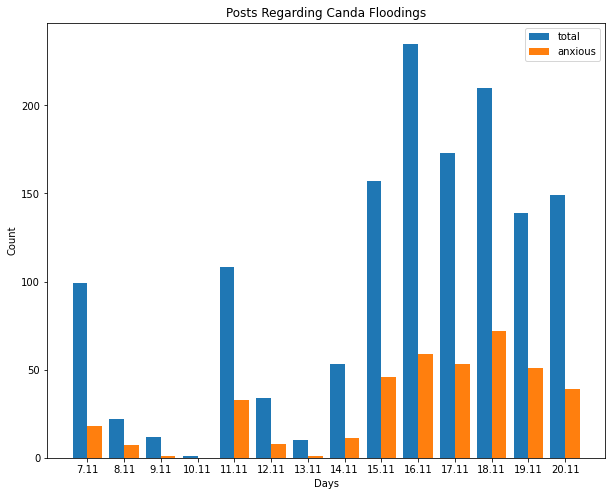 Posts Regarding Canda Floodings
total
anxious
Count
200
150
100
50
0
7.11 8.11 9.11 10.11 11.11 12.11 13.11 14.11 15.11 16.11 17.11 18.11 19.11 20.11
Days